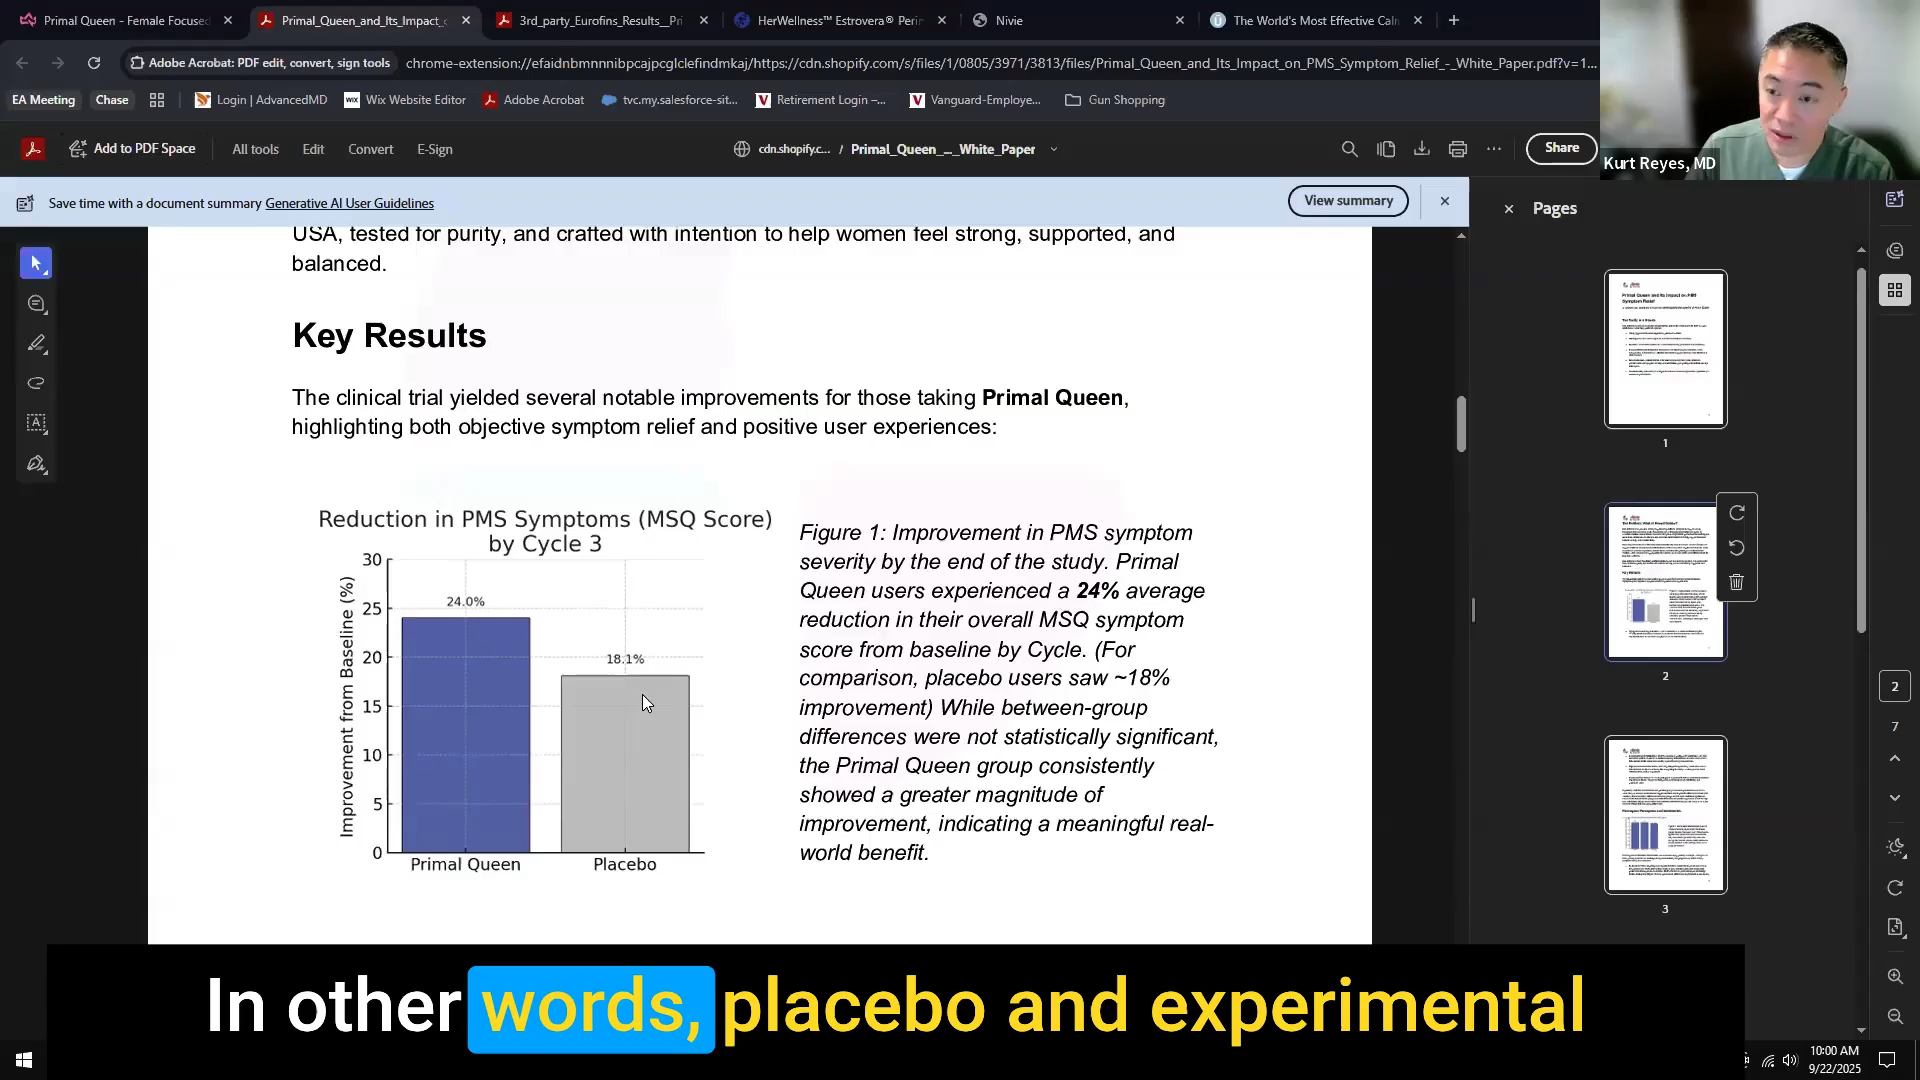 Primal Queen - Female Focused
Primal_Queen_and_Its_Impact_
3rd_party_Eurofins_Results__Pri
HerWellness™ Estrovera® Peri
Nivie
The World's Most Effective Cal
Adobe Acrobat: PDF edit, convert, sign tools
chrome-extension://efaidnbmnnnibpcajpcglclefindmkaj/https://cdn.shopify.com/s/files/1/0805/3971/3813/files/Primal_Queen_and_Its_Impact_on_PMS_Symptom_Relief_-_White_Paper.pdf?v=1...
EA Meeting
Chase
Login | AdvancedMD
Wix Website Editor
Adobe Acrobat
tvc.my.salesforce-sit...
Retirement Login –...
Vanguard-Employe...
Gun Shopping
Add to PDF Space
All tools
Edit
Convert
E-Sign
cdn.shopify.c... / Primal_Queen_..._White_Paper
Share
Kurt Reyes, MD
Save time with a document summary Generative AI User Guidelines
View summary
Pages
USA, tested for purity, and crafted with intention to help women feel strong, supported, and
balanced.
Key Results
The clinical trial yielded several notable improvements for those taking Primal Queen,
highlighting both objective symptom relief and positive user experiences:
Reduction in PMS Symptoms (MSQ Score)
by Cycle 3
Improvement from Baseline (%)
30
25
20
15
10
5
0
24.0%
18.1%
Primal Queen
Placebo
Figure 1: Improvement in PMS symptom
severity by the end of the study. Primal
Queen users experienced a 24% average
reduction in their overall MSQ symptom
score from baseline by Cycle. (For
comparison, placebo users saw ~18%
improvement) While between-group
differences were not statistically significant,
the Primal Queen group consistently
showed a greater magnitude of
improvement, indicating a meaningful real-
world benefit.
1
2
3
2
7
In other words, placebo and experimental
10:00 AM
9/22/2025